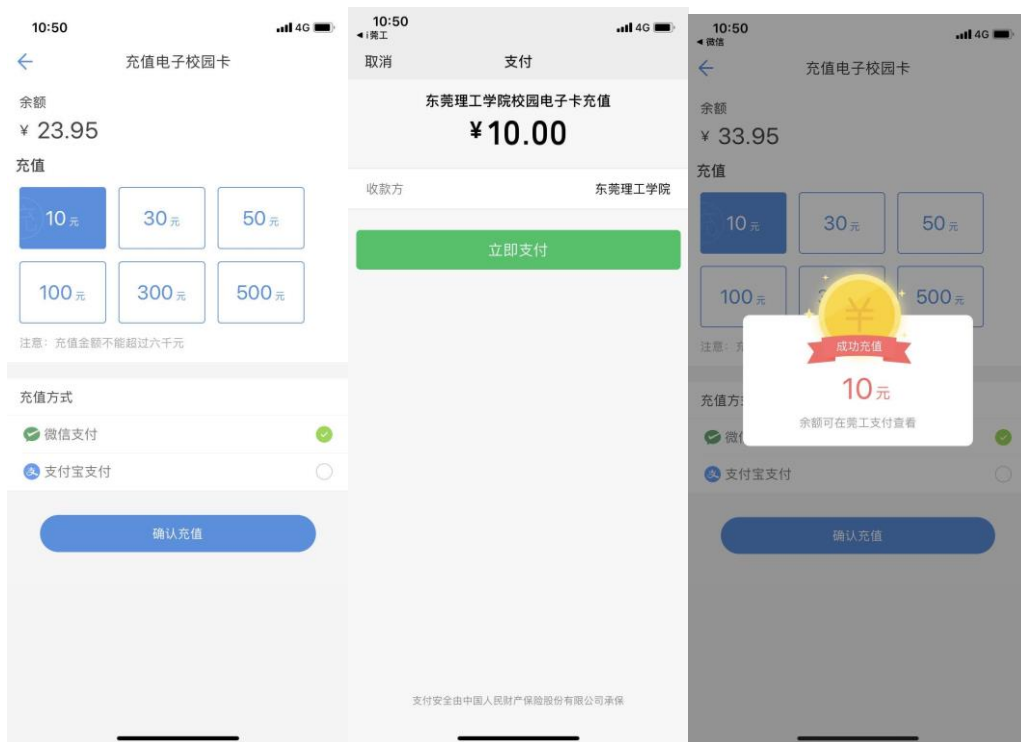 10:50
4G
充值电子校园卡
余额
¥ 23.95
充值
10元
30元
50元
100元
300元
500元
注意：充值金额不能超过六千元
充值方式
微信支付
支付宝支付
确认充值
10:50
◀i莞工
4G
取消
支付
东莞理工学院校园电子卡充值
¥10.00
收款方
东莞理工学院
立即支付
支付安全由中国人民财产保险股份有限公司承保
10:50
◀微信
4G
充值电子校园卡
余额
¥ 33.95
充值
10元
30元
50元
100元
500元
注意：
成功充值
10元
余额可在莞工支付查看
充值方
微
支付宝支付
确认充值